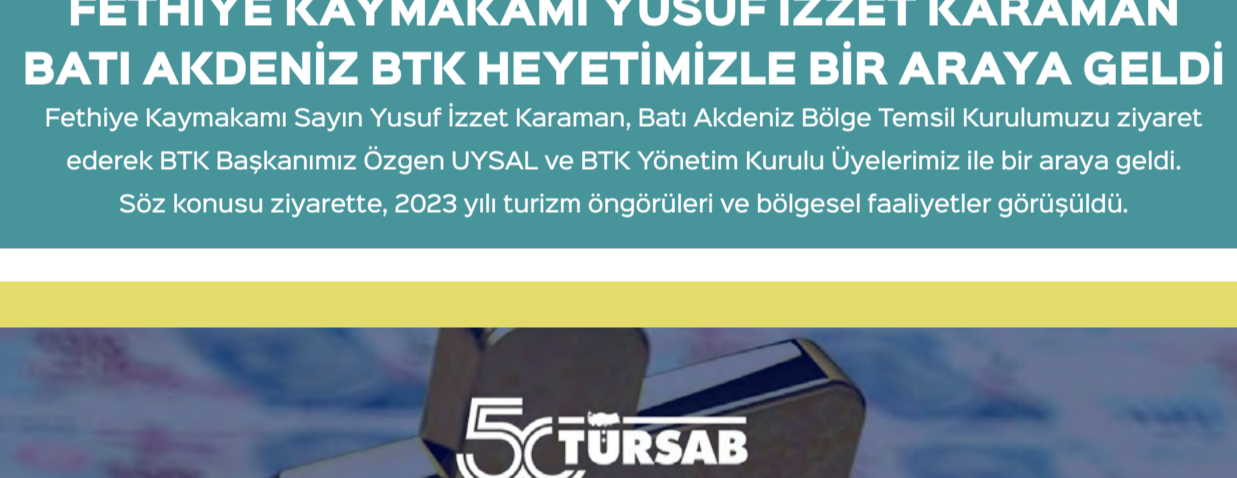 FETHİYE KAYMAKAMI YUSUF İZZET KARAMAN
BATI AKDENİZ BTK HEYETİMİZLE BİR ARAYA GELDİ
Fethiye Kaymakamı Sayın Yusuf İzzet Karaman, Batı Akdeniz Bölge Temsil Kurulumuzu ziyaret
ederek BTK Başkanımız Özgen UYSAL ve BTK Yönetim Kurulu Üyelerimiz ile bir araya geldi.
Söz konusu ziyarette, 2023 yılı turizm öngörüleri ve bölgesel faaliyetler görüşüldü.
50 TÜRSAB